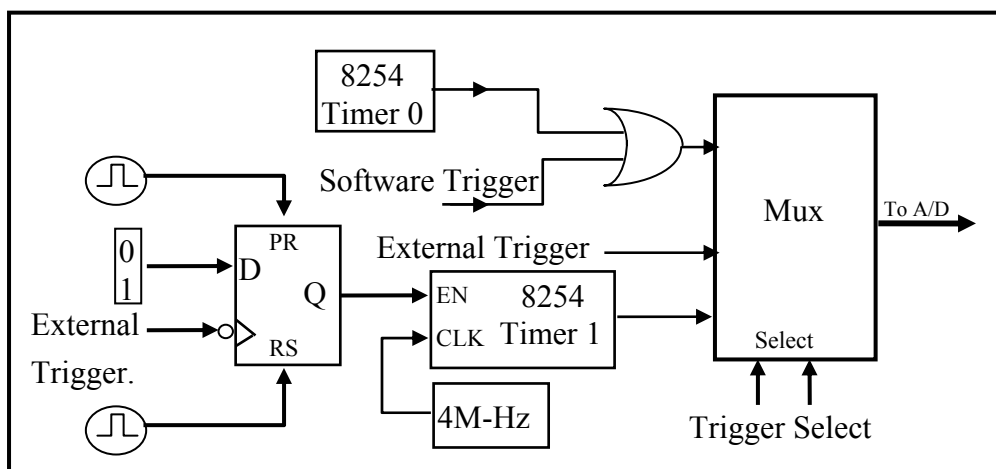 8254
Timer 0
Software Trigger
Mux
To A/D
PR
0
1
D
Q
External Trigger
EN
8254
CLK
Timer 1
External
Trigger.
RS
Select
4M-Hz
Trigger Select